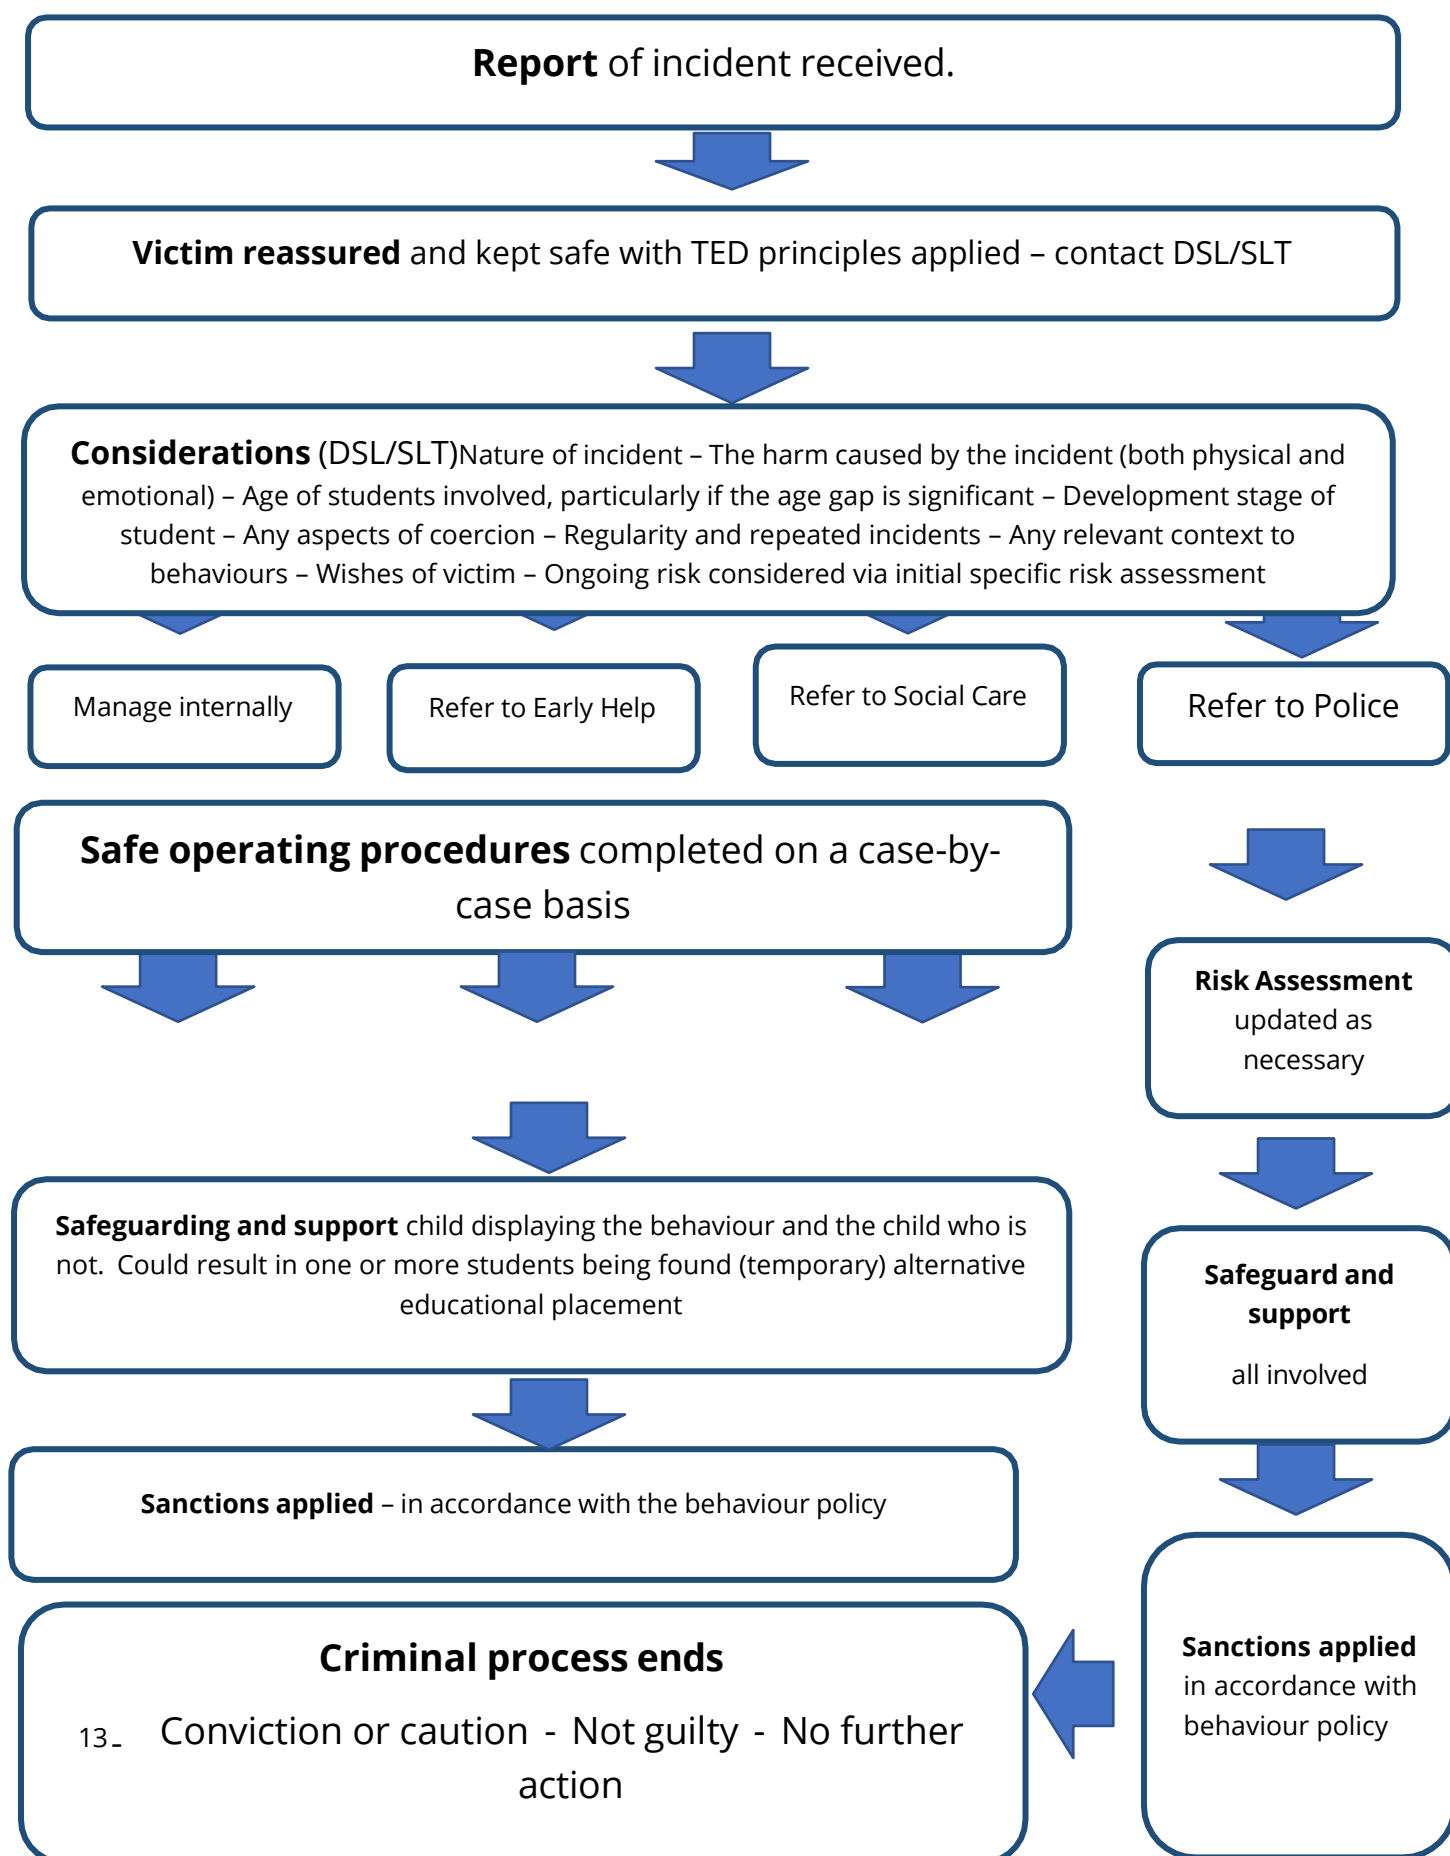 Report of incident received.
Victim reassured and kept safe with TED principles applied – contact DSL/SLT
Considerations (DSL/SLT)Nature of incident – The harm caused by the incident (both physical and
emotional) – Age of students involved, particularly if the age gap is significant – Development stage of
student – Any aspects of coercion – Regularity and repeated incidents – Any relevant context to
behaviours – Wishes of victim – Ongoing risk considered via initial specific risk assessment
Manage internally
Refer to Early Help
Refer to Social Care
Refer to Police
Safe operating procedures completed on a case-by-
case basis
Risk Assessment
updated as
necessary
Safeguarding and support child displaying the behaviour and the child who is
not.  Could result in one or more students being found (temporary) alternative
educational placement
Safeguard and
support
all involved
Sanctions applied – in accordance with the behaviour policy
Sanctions applied
in accordance with
behaviour policy
Criminal process ends
13- Conviction or caution - Not guilty - No further
action